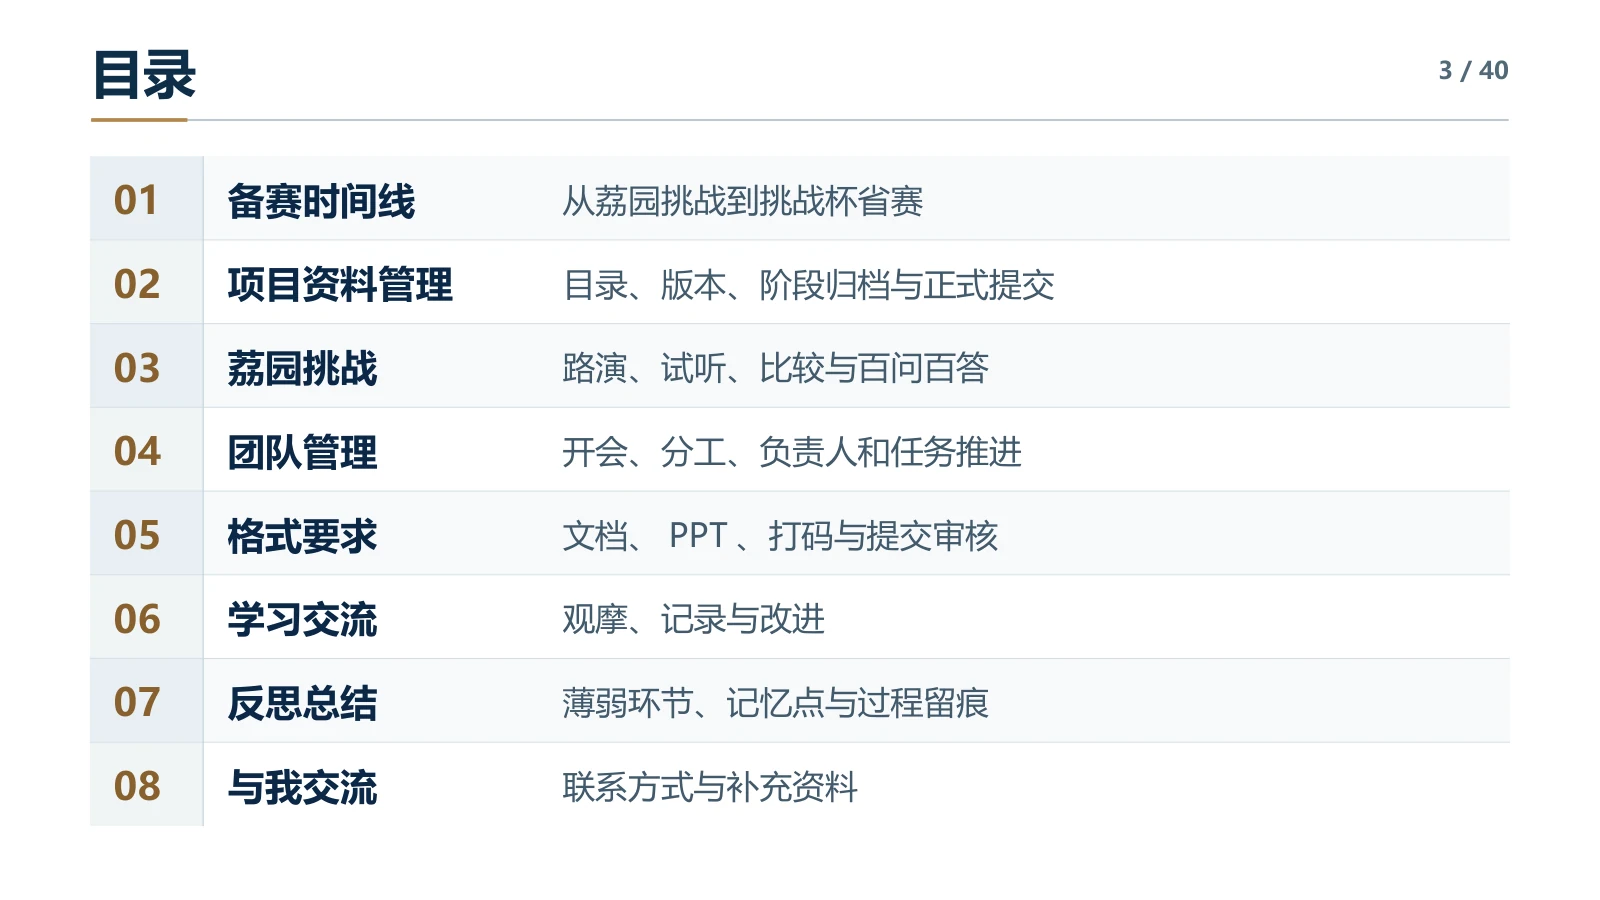 目录
3 / 40
01 备赛时间线 从荔园挑战到挑战杯省赛
02 项目资料管理 目录、版本、阶段归档与正式提交
03 荔园挑战 路演、试听、比较与百问百答
04 团队管理 开会、分工、负责人和任务推进
05 格式要求 文档、 PPT 、打码与提交审核
06 学习交流 观摩、记录与改进
07 反思总结 薄弱环节、记忆点与过程留痕
08 与我交流 联系方式与补充资料